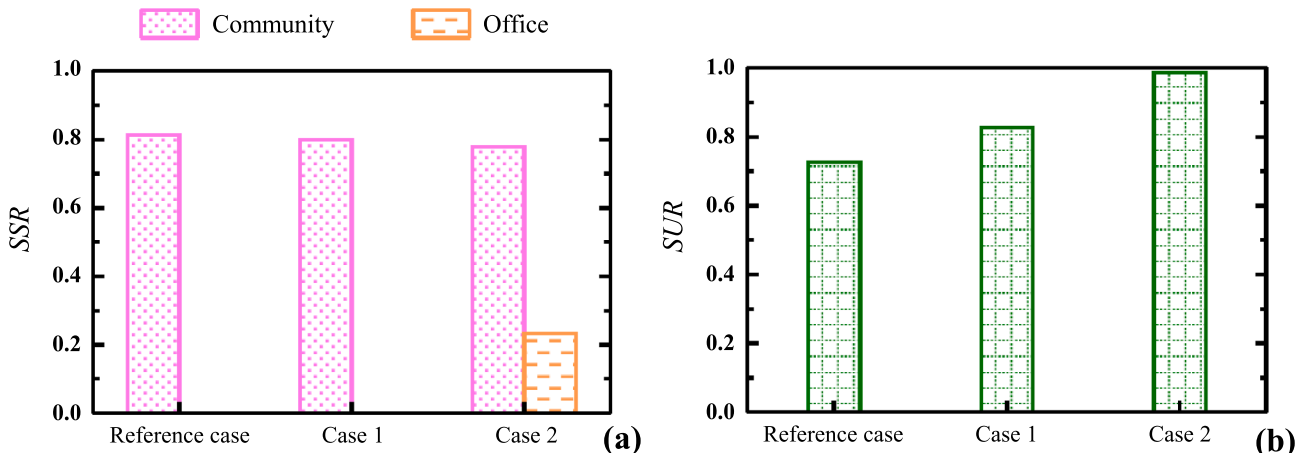 Community Office
SSR
1.0
0.8
0.6
0.4
0.2
0.0
Reference case Case 1 Case 2 (a)
SUR
1.0
0.8
0.6
0.4
0.2
0.0
Reference case Case 1 Case 2 (b)